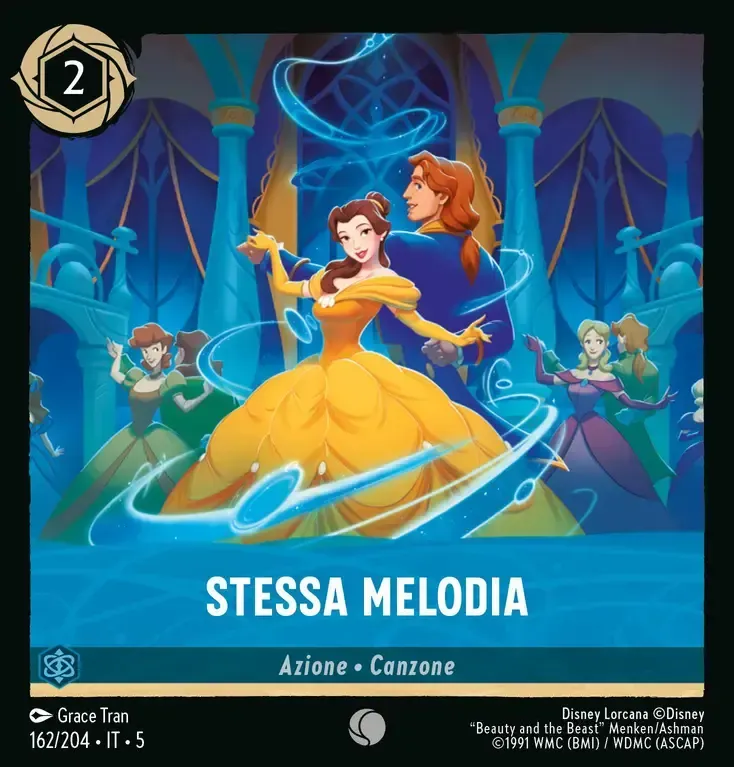 2
STESSA MELODIA
Azione • Canzone
Grace Tran
162/204 • IT • 5
Disney Lorcana ©Disney
“Beauty and the Beast” Menken/Ashman
©1991 WMC (BMI) / WDMC (ASCAP)